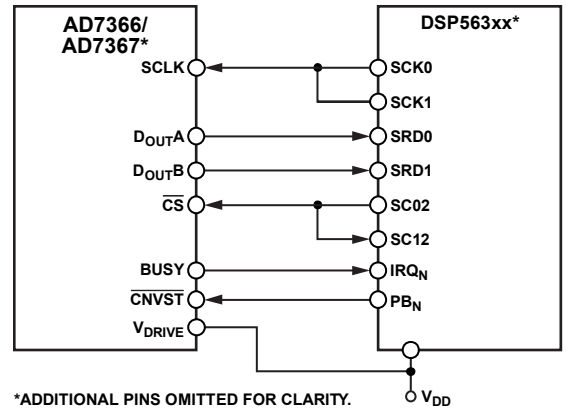 AD7366/
AD7367*
DSP563xx*
SCLK
SCK0
SCK1
DOUTA
SRD0
DOUTB
SRD1
CS
SC02
SC12
BUSY
IRQN
CNVST
PBN
VDRIVE
*ADDITIONAL PINS OMITTED FOR CLARITY.
VDD